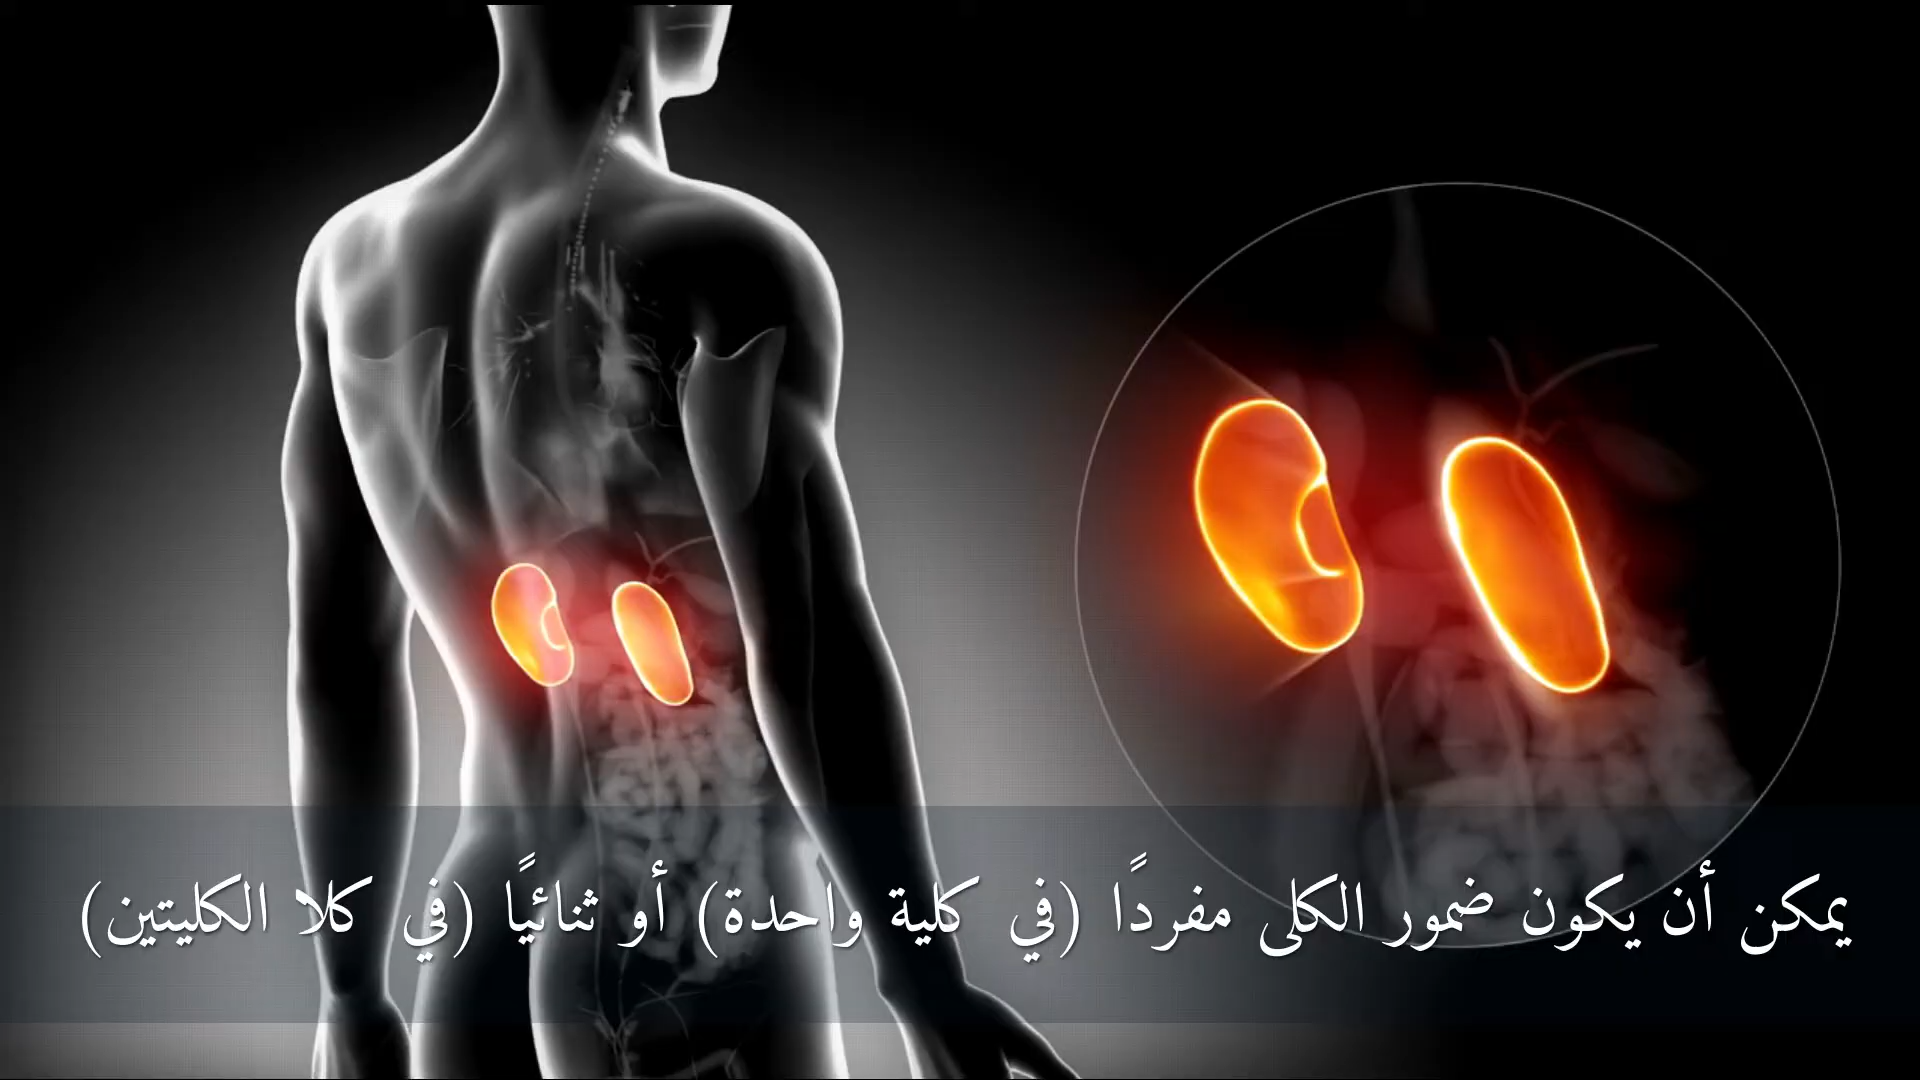 يمكن أن يكون ضمور الكلى مفردًا (في كلية واحدة) أو ثنائيًا (في كلا الكليتين)